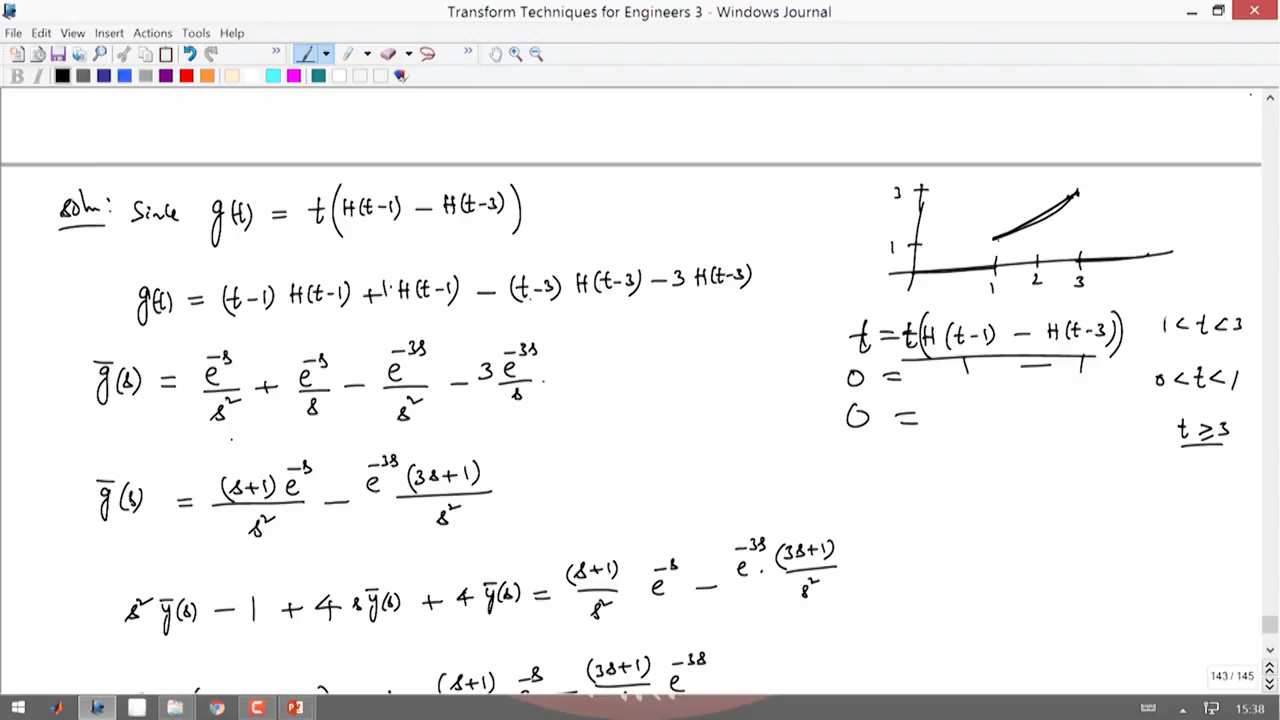 Transform Techniques for Engineers 3 - Windows Journal
File Edit View Insert Actions Tools Help
B I
soln: Since g(t) = t(H(t-1) - H(t-3))
g(t) = (t-1) H(t-1) + 1·H(t-1) - (t-3) H(t-3) - 3 H(t-3)
ḡ(s) = e^{-s}/s² + e^{-s}/s - e^{-3s}/s² - 3 e^{-3s}/s.
ḡ(s) = (s+1)e^{-s}/s² - e^{-3s}(3s+1)/s²
s² ȳ(s) - 1 + 4 s ȳ(s) + 4 ȳ(s) = (s+1)/s² e^{-s} - e^{-3s}·(3s+1)/s²
(s+1) e^{-s} (3s+1) e^{-3s}
3
1
1 2 3
t = t(H(t-1) - H(t-3)) 1 < t < 3
0 = 0 < t < 1
0 = t ≥ 3
143 / 145
15:38